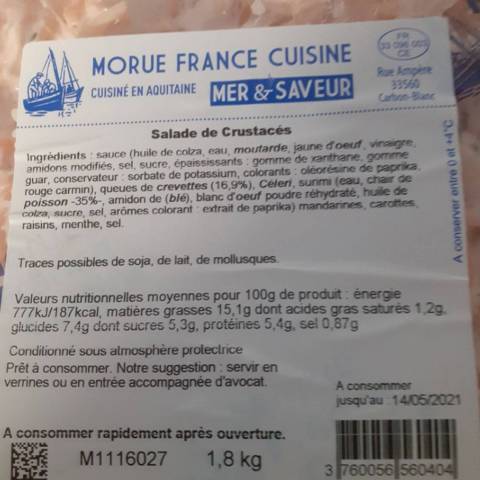 MORUE FRANCE CUISINE
CUISINÉ EN AQUITAINE MER & SAVEUR
FR
33 096 003
CE
Rue Ampère
33560
Carbon-Blanc
Salade de Crustacés
Ingrédients : sauce (huile de colza, eau, moutarde, jaune d'oeuf, vinaigre,
amidons modifiés, sel, sucre, épaississants : gomme de xanthane, gomme
guar, conservateur : sorbate de potassium, colorants : oléorésine de paprika,
rouge carmin), queues de crevettes (16,9%), Céleri, surimi (eau, chair de
poisson -35%-, amidon de (blé), blanc d'oeuf poudre réhydraté, huile de
colza, sucre, sel, arômes colorant : extrait de paprika) mandarines, carottes,
raisins, menthe, sel.
Traces possibles de soja, de lait, de mollusques.
Valeurs nutritionnelles moyennes pour 100g de produit : énergie
777kJ/187kcal, matières grasses 15,1g dont acides gras saturés 1,2g,
glucides 7,4g dont sucres 5,3g, protéines 5,4g, sel 0,87g
Conditionné sous atmosphère protectrice
Prêt à consommer. Notre suggestion : servir en
verrines ou en entrée accompagnée d'avocat.
A consommer
jusqu'au : 14/05/2021
A consommer rapidement après ouverture.
M1116027 1,8 kg
3 760056 560404
A conserver entre 0 et +4°C